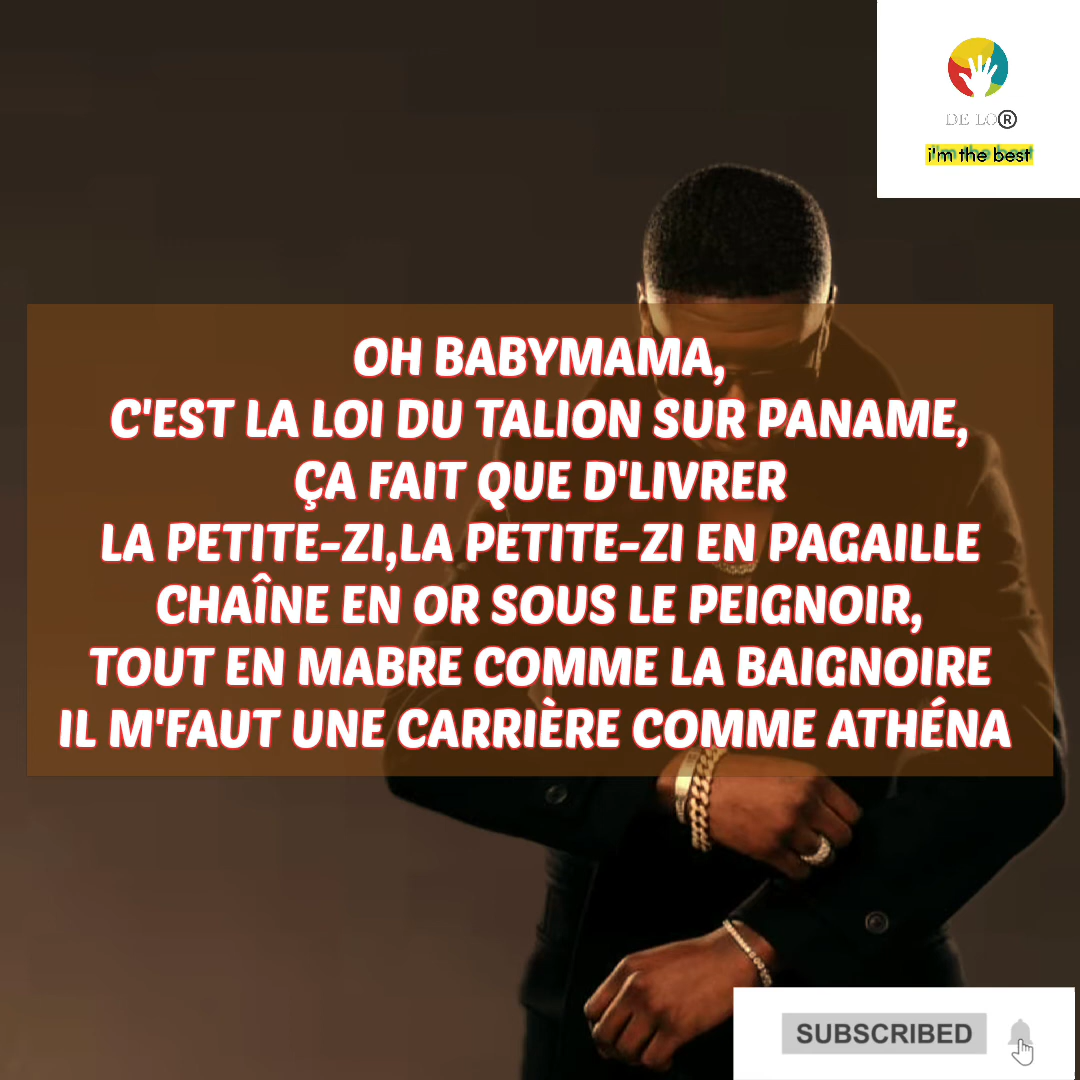 DE LO®
i'm the best
OH BABYMAMA,
C'EST LA LOI DU TALION SUR PANAME,
ÇA FAIT QUE D'LIVRER
LA PETITE-ZI,LA PETITE-ZI EN PAGAILLE
CHAÎNE EN OR SOUS LE PEIGNOIR,
TOUT EN MABRE COMME LA BAIGNOIRE
IL M'FAUT UNE CARRIÈRE COMME ATHÉNA
SUBSCRIBED